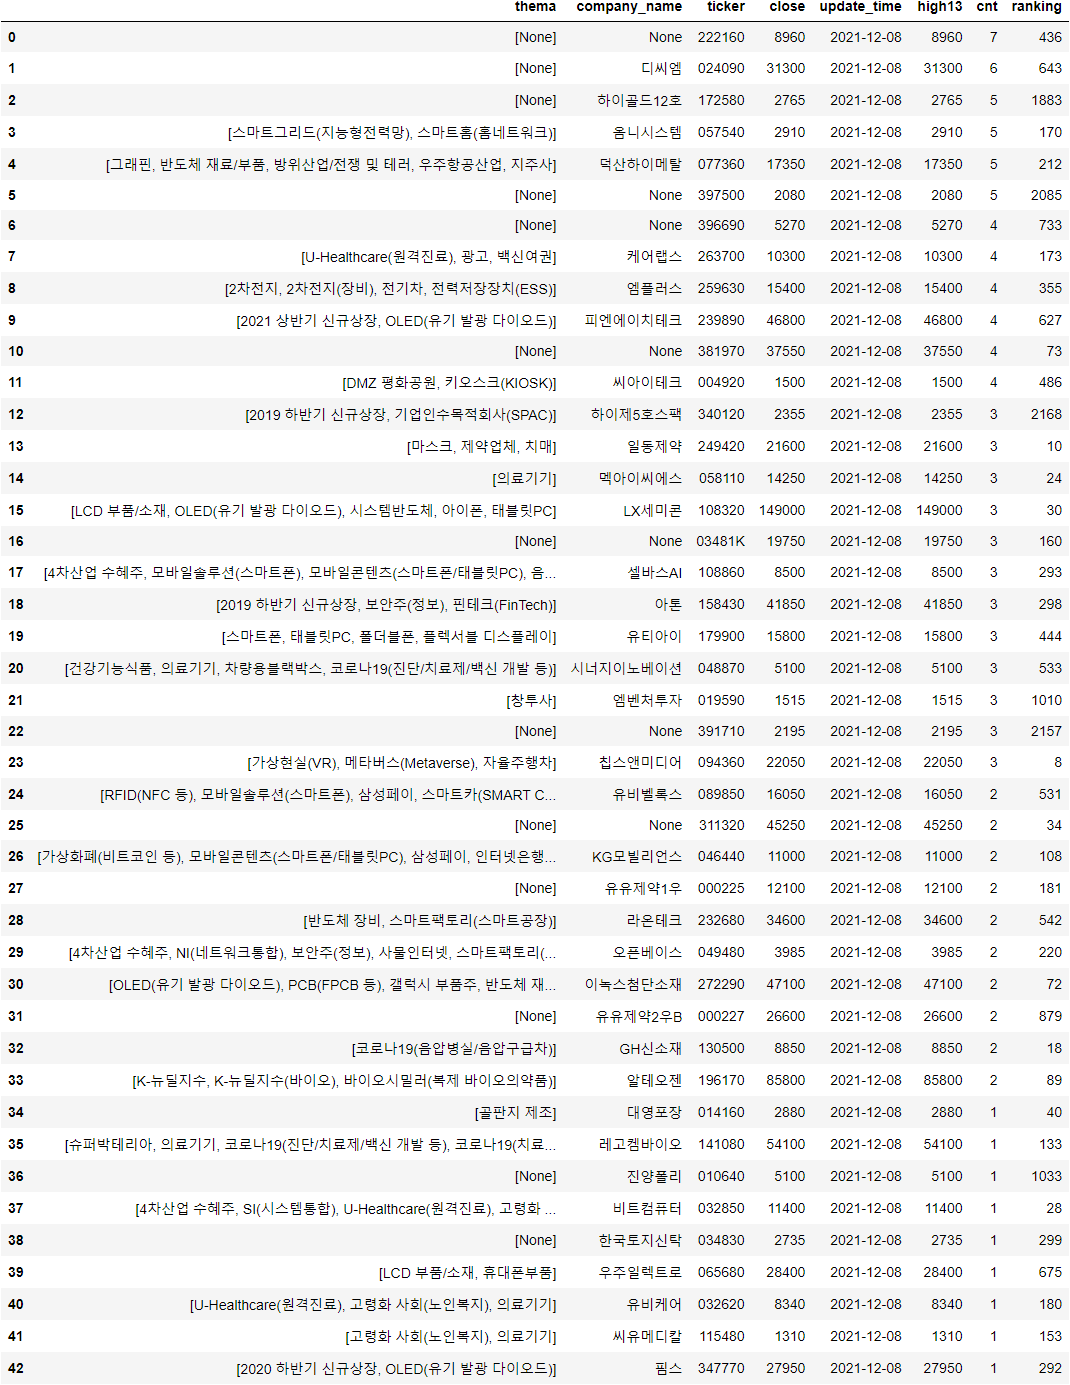 thema company_name ticker close update_time high13 cnt ranking
0 [None] None 222160 8960 2021-12-08 8960 7 436
1 [None] 디씨엠 024090 31300 2021-12-08 31300 6 643
2 [None] 하이골드12호 172580 2765 2021-12-08 2765 5 1883
3 [스마트그리드(지능형전력망), 스마트홈(홈네트워크)] 옴니시스템 057540 2910 2021-12-08 2910 5 170
4 [그래핀, 반도체 재료/부품, 방위산업/전쟁 및 테러, 우주항공산업, 지주사] 덕산하이메탈 077360 17350 2021-12-08 17350 5 212
5 [None] None 397500 2080 2021-12-08 2080 5 2085
6 [None] None 396690 5270 2021-12-08 5270 4 733
7 [U-Healthcare(원격진료), 광고, 백신여권] 케어랩스 263700 10300 2021-12-08 10300 4 173
8 [2차전지, 2차전지(장비), 전기차, 전력저장장치(ESS)] 엠플러스 259630 15400 2021-12-08 15400 4 355
9 [2021 상반기 신규상장, OLED(유기 발광 다이오드)] 피엔에이치테크 239890 46800 2021-12-08 46800 4 627
10 [None] None 381970 37550 2021-12-08 37550 4 73
11 [DMZ 평화공원, 키오스크(KIOSK)] 씨아이테크 004920 1500 2021-12-08 1500 4 486
12 [2019 하반기 신규상장, 기업인수목적회사(SPAC)] 하이제5호스팩 340120 2355 2021-12-08 2355 3 2168
13 [마스크, 제약업체, 치매] 일동제약 249420 21600 2021-12-08 21600 3 10
14 [의료기기] 멕아이씨에스 058110 14250 2021-12-08 14250 3 24
15 [LCD 부품/소재, OLED(유기 발광 다이오드), 시스템반도체, 아이폰, 태블릿PC] LX세미콘 108320 149000 2021-12-08 149000 3 30
16 [None] None 03481K 19750 2021-12-08 19750 3 160
17 [4차산업 수혜주, 모바일솔루션(스마트폰), 모바일콘텐츠(스마트폰/태블릿PC), 음... 셀바스AI 108860 8500 2021-12-08 8500 3 293
18 [2019 하반기 신규상장, 보안주(정보), 핀테크(FinTech)] 아톤 158430 41850 2021-12-08 41850 3 298
19 [스마트폰, 태블릿PC, 폴더블폰, 플렉서블 디스플레이] 유티아이 179900 15800 2021-12-08 15800 3 444
20 [건강기능식품, 의료기기, 차량용블랙박스, 코로나19(진단/치료제/백신 개발 등)] 시너지이노베이션 048870 5100 2021-12-08 5100 3 533
21 [창투사] 엠벤처투자 019590 1515 2021-12-08 1515 3 1010
22 [None] None 391710 2195 2021-12-08 2195 3 2157
23 [가상현실(VR), 메타버스(Metaverse), 자율주행차] 칩스앤미디어 094360 22050 2021-12-08 22050 3 8
24 [RFID(NFC 등), 모바일솔루션(스마트폰), 삼성페이, 스마트카(SMART C... 유비벨록스 089850 16050 2021-12-08 16050 2 531
25 [None] None 311320 45250 2021-12-08 45250 2 34
26 [가상화폐(비트코인 등), 모바일콘텐츠(스마트폰/태블릿PC), 삼성페이, 인터넷은행... KG모빌리언스 046440 11000 2021-12-08 11000 2 108
27 [None] 유유제약1우 000225 12100 2021-12-08 12100 2 181
28 [반도체 장비, 스마트팩토리(스마트공장)] 라온테크 232680 34600 2021-12-08 34600 2 542
29 [4차산업 수혜주, NI(네트워크통합), 보안주(정보), 사물인터넷, 스마트팩토리(... 오픈베이스 049480 3985 2021-12-08 3985 2 220
30 [OLED(유기 발광 다이오드), PCB(FPCB 등), 갤럭시 부품주, 반도체 재... 이녹스첨단소재 272290 47100 2021-12-08 47100 2 72
31 [None] 유유제약2우B 000227 26600 2021-12-08 26600 2 879
32 [코로나19(음압병실/음압구급차)] GH신소재 130500 8850 2021-12-08 8850 2 18
33 [K-뉴딜지수, K-뉴딜지수(바이오), 바이오시밀러(복제 바이오의약품)] 알테오젠 196170 85800 2021-12-08 85800 2 89
34 [골판지 제조] 대영포장 014160 2880 2021-12-08 2880 1 40
35 [슈퍼박테리아, 의료기기, 코로나19(진단/치료제/백신 개발 등), 코로나19(치료... 레고켐바이오 141080 54100 2021-12-08 54100 1 133
36 [None] 진양폴리 010640 5100 2021-12-08 5100 1 1033
37 [4차산업 수혜주, SI(시스템통합), U-Healthcare(원격진료), 고령화 ... 비트컴퓨터 032850 11400 2021-12-08 11400 1 28
38 [None] 한국토지신탁 034830 2735 2021-12-08 2735 1 299
39 [LCD 부품/소재, 휴대폰부품] 우주일렉트로 065680 28400 2021-12-08 28400 1 675
40 [U-Healthcare(원격진료), 고령화 사회(노인복지), 의료기기] 유비케어 032620 8340 2021-12-08 8340 1 180
41 [고령화 사회(노인복지), 의료기기] 씨유메디칼 115480 1310 2021-12-08 1310 1 153
42 [2020 하반기 신규상장, OLED(유기 발광 다이오드)] 핌스 347770 27950 2021-12-08 27950 1 292